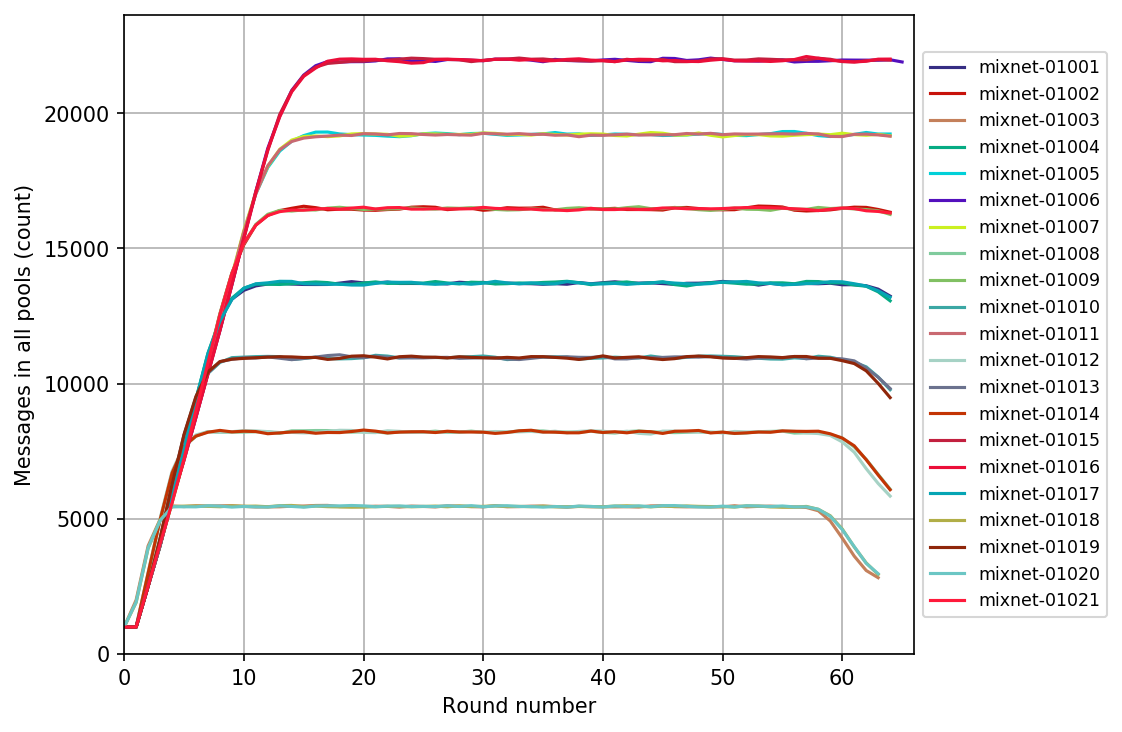 Messages in all pools (count)
20000
15000
10000
5000
0
0 10 20 30 40 50 60
Round number
mixnet-01001
mixnet-01002
mixnet-01003
mixnet-01004
mixnet-01005
mixnet-01006
mixnet-01007
mixnet-01008
mixnet-01009
mixnet-01010
mixnet-01011
mixnet-01012
mixnet-01013
mixnet-01014
mixnet-01015
mixnet-01016
mixnet-01017
mixnet-01018
mixnet-01019
mixnet-01020
mixnet-01021